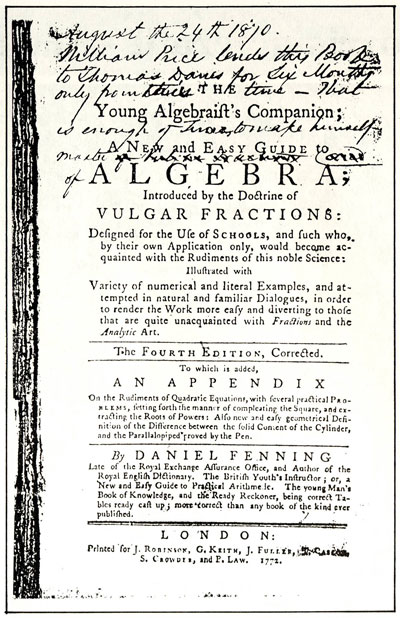 August the 24th 1810.
William Price lends this Book
to Thomas Danes for Six Months
only from the time - that
THE
Young Algebraiſt's Companion;
is enough of Time to make himself
A NEW and EASY GUIDE to
master
of
ALGEBRA;
Introduced by the Doctrine of
VULGAR FRACTIONS:
Deſigned for the Uſe of SCHOOLS, and ſuch who,
by their own Application only, would become ac-
quainted with the Rudiments of this noble Science:
Illuſtrated with
Variety of numerical and literal Examples, and at-
tempted in natural and familiar Dialogues, in order
to render the Work more eaſy and diverting to thoſe
that are quite unacquainted with Fractions and the
Analytic Art.
The FOURTH EDITION, Corrected.
To which is added,
AN APPENDIX
On the Rudiments of Quadratic Equations, with ſeveral practical PRO-
BLEMS, ſetting forth the manner of compleating the Square, and ex-
tracting the Roots of Powers: Alſo new and eaſy geometrical Defi-
nition of the Difference between the ſolid Content of the Cylinder,
and the Parallalopiped proved by the Pen.
By DANIEL FENNING
Late of the Royal Exchange Aſſurance Office, and Author of the
Royal Engliſh Dictionary. The Britiſh Youth's Inſtructor; or, a
New and Eaſy Guide to Practical Arithmetic. The young Man's
Book of Knowledge, and the Ready Reckoner, being correct Ta-
bles ready caſt up; more correct than any book of the kind ever
publiſhed.
LONDON:
Printed for J. ROBINSON, G. KEITH, J. FULLER,
S. CROWDER, and P. LAW. 1772.